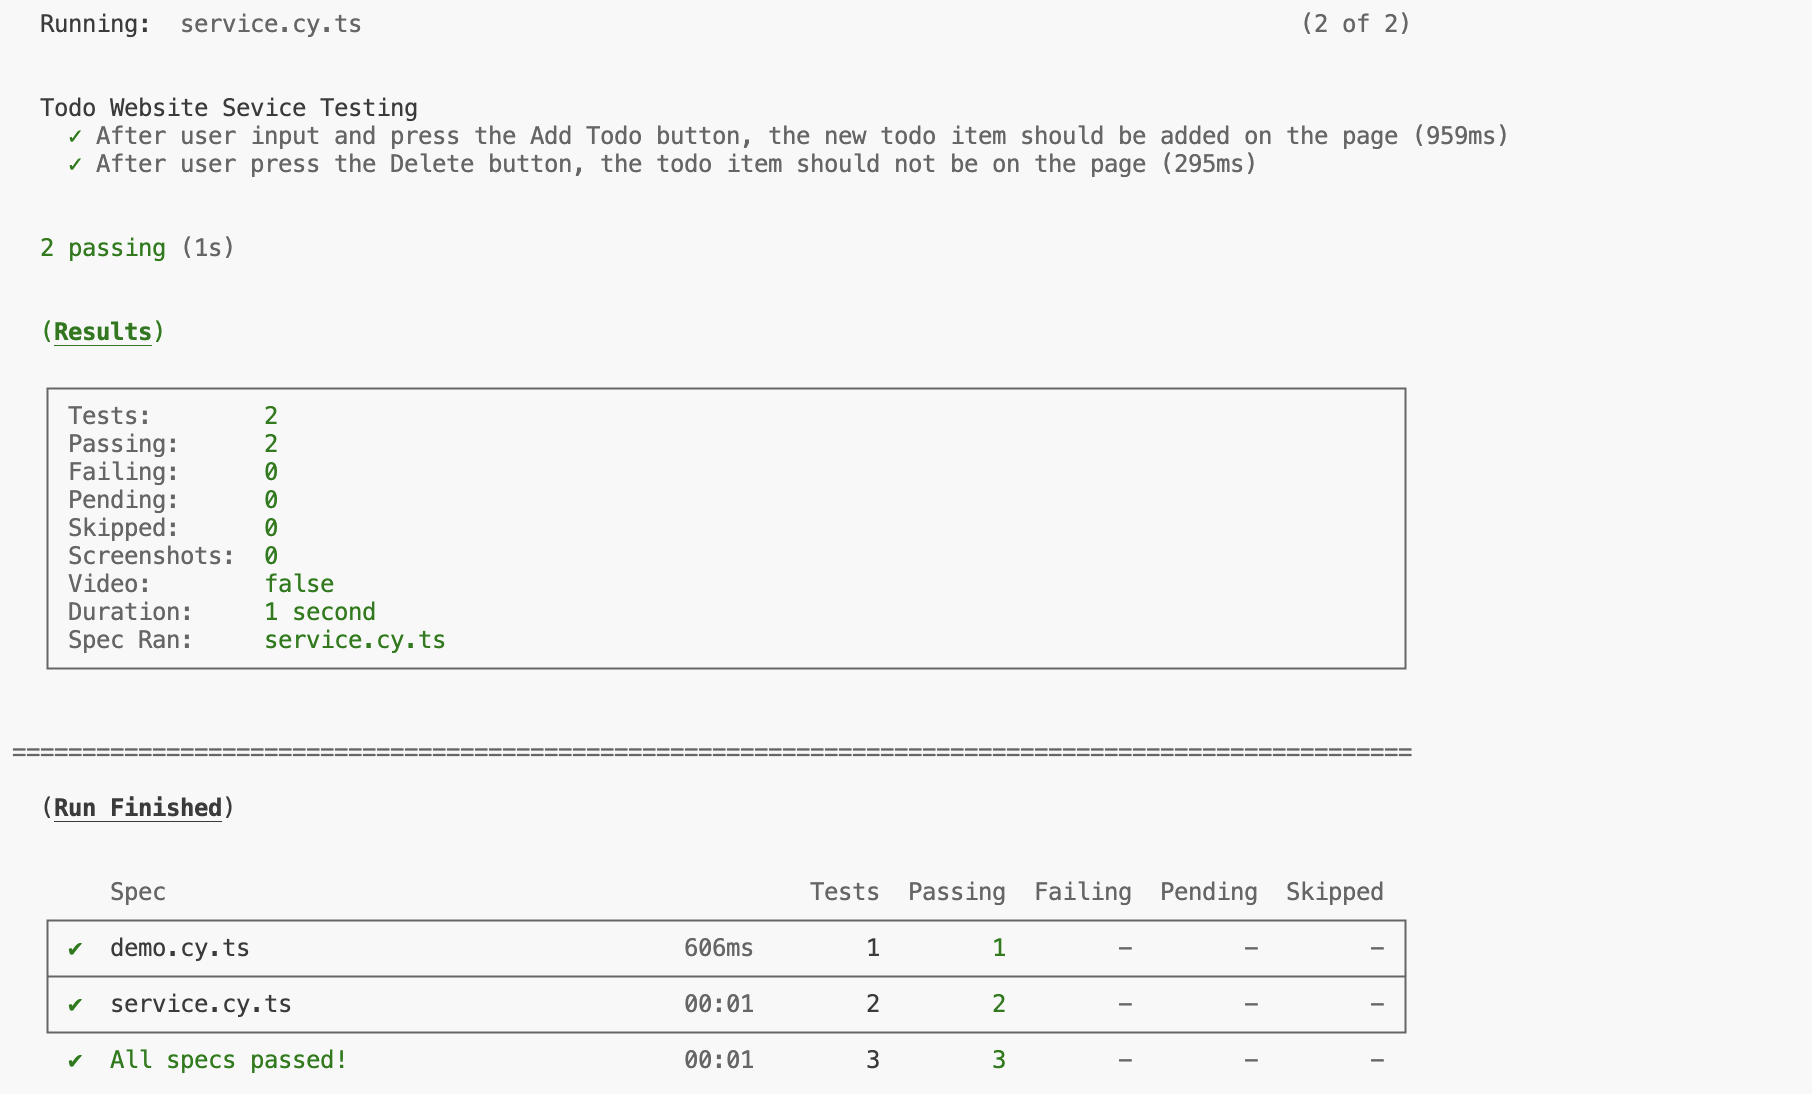 Running:  service.cy.ts                                                                    (2 of 2)
Todo Website Sevice Testing
✓ After user input and press the Add Todo button, the new todo item should be added on the page (959ms)
✓ After user press the Delete button, the todo item should not be on the page (295ms)
2 passing (1s)
(Results)
Tests:        2
Passing:      2
Failing:      0
Pending:      0
Skipped:      0
Screenshots:  0
Video:        false
Duration:     1 second
Spec Ran:     service.cy.ts
====================================================================================================
(Run Finished)
Spec                                              Tests  Passing  Failing  Pending  Skipped
✔  demo.cy.ts                               606ms        1        1        -        -        -
✔  service.cy.ts                            00:01        2        2        -        -        -
✔  All specs passed!                        00:01        3        3        -        -        -